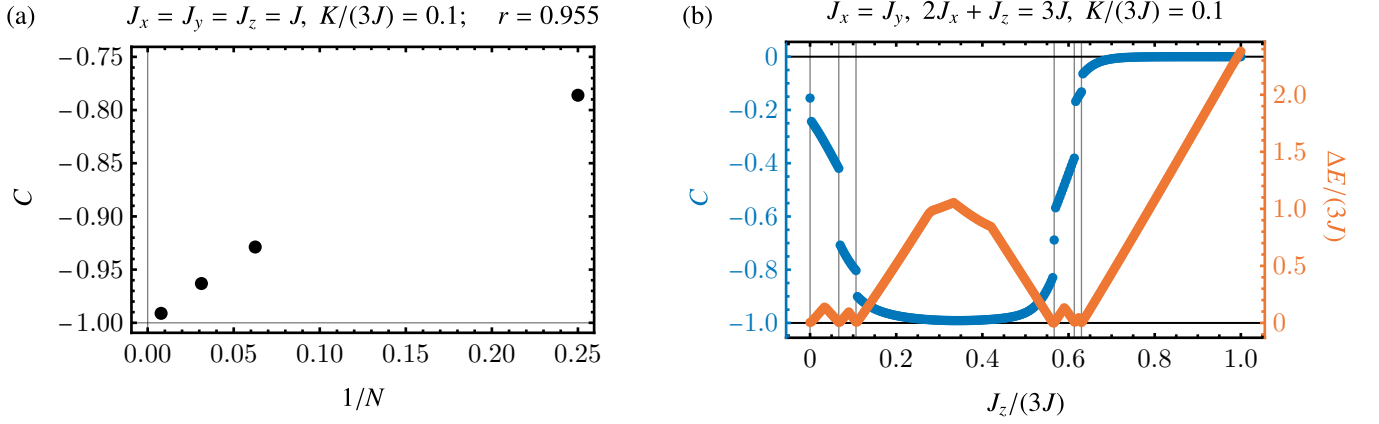 (a) J_x = J_y = J_z = J, K/(3J) = 0.1; r = 0.955
−0.75
−0.80
−0.85
−0.90
−0.95
−1.00
C
0.00 0.05 0.10 0.15 0.20 0.25
1/N
(b) J_x = J_y, 2J_x + J_z = 3J, K/(3J) = 0.1
0
−0.2
−0.4
−0.6
−0.8
−1.0
C
2.0
1.5
1.0
0.5
0
ΔE/(3J)
0 0.2 0.4 0.6 0.8 1.0
J_z/(3J)